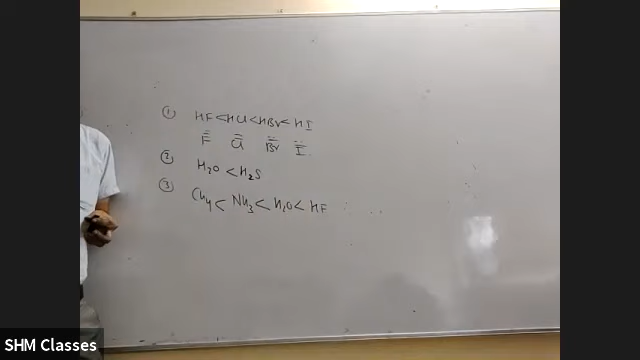 ① HF<HCl<HBr<HI
F Cl Br I
② H₂O < H₂S
③ CH₄ < NH₃ < H₂O < HF
SHM Classes